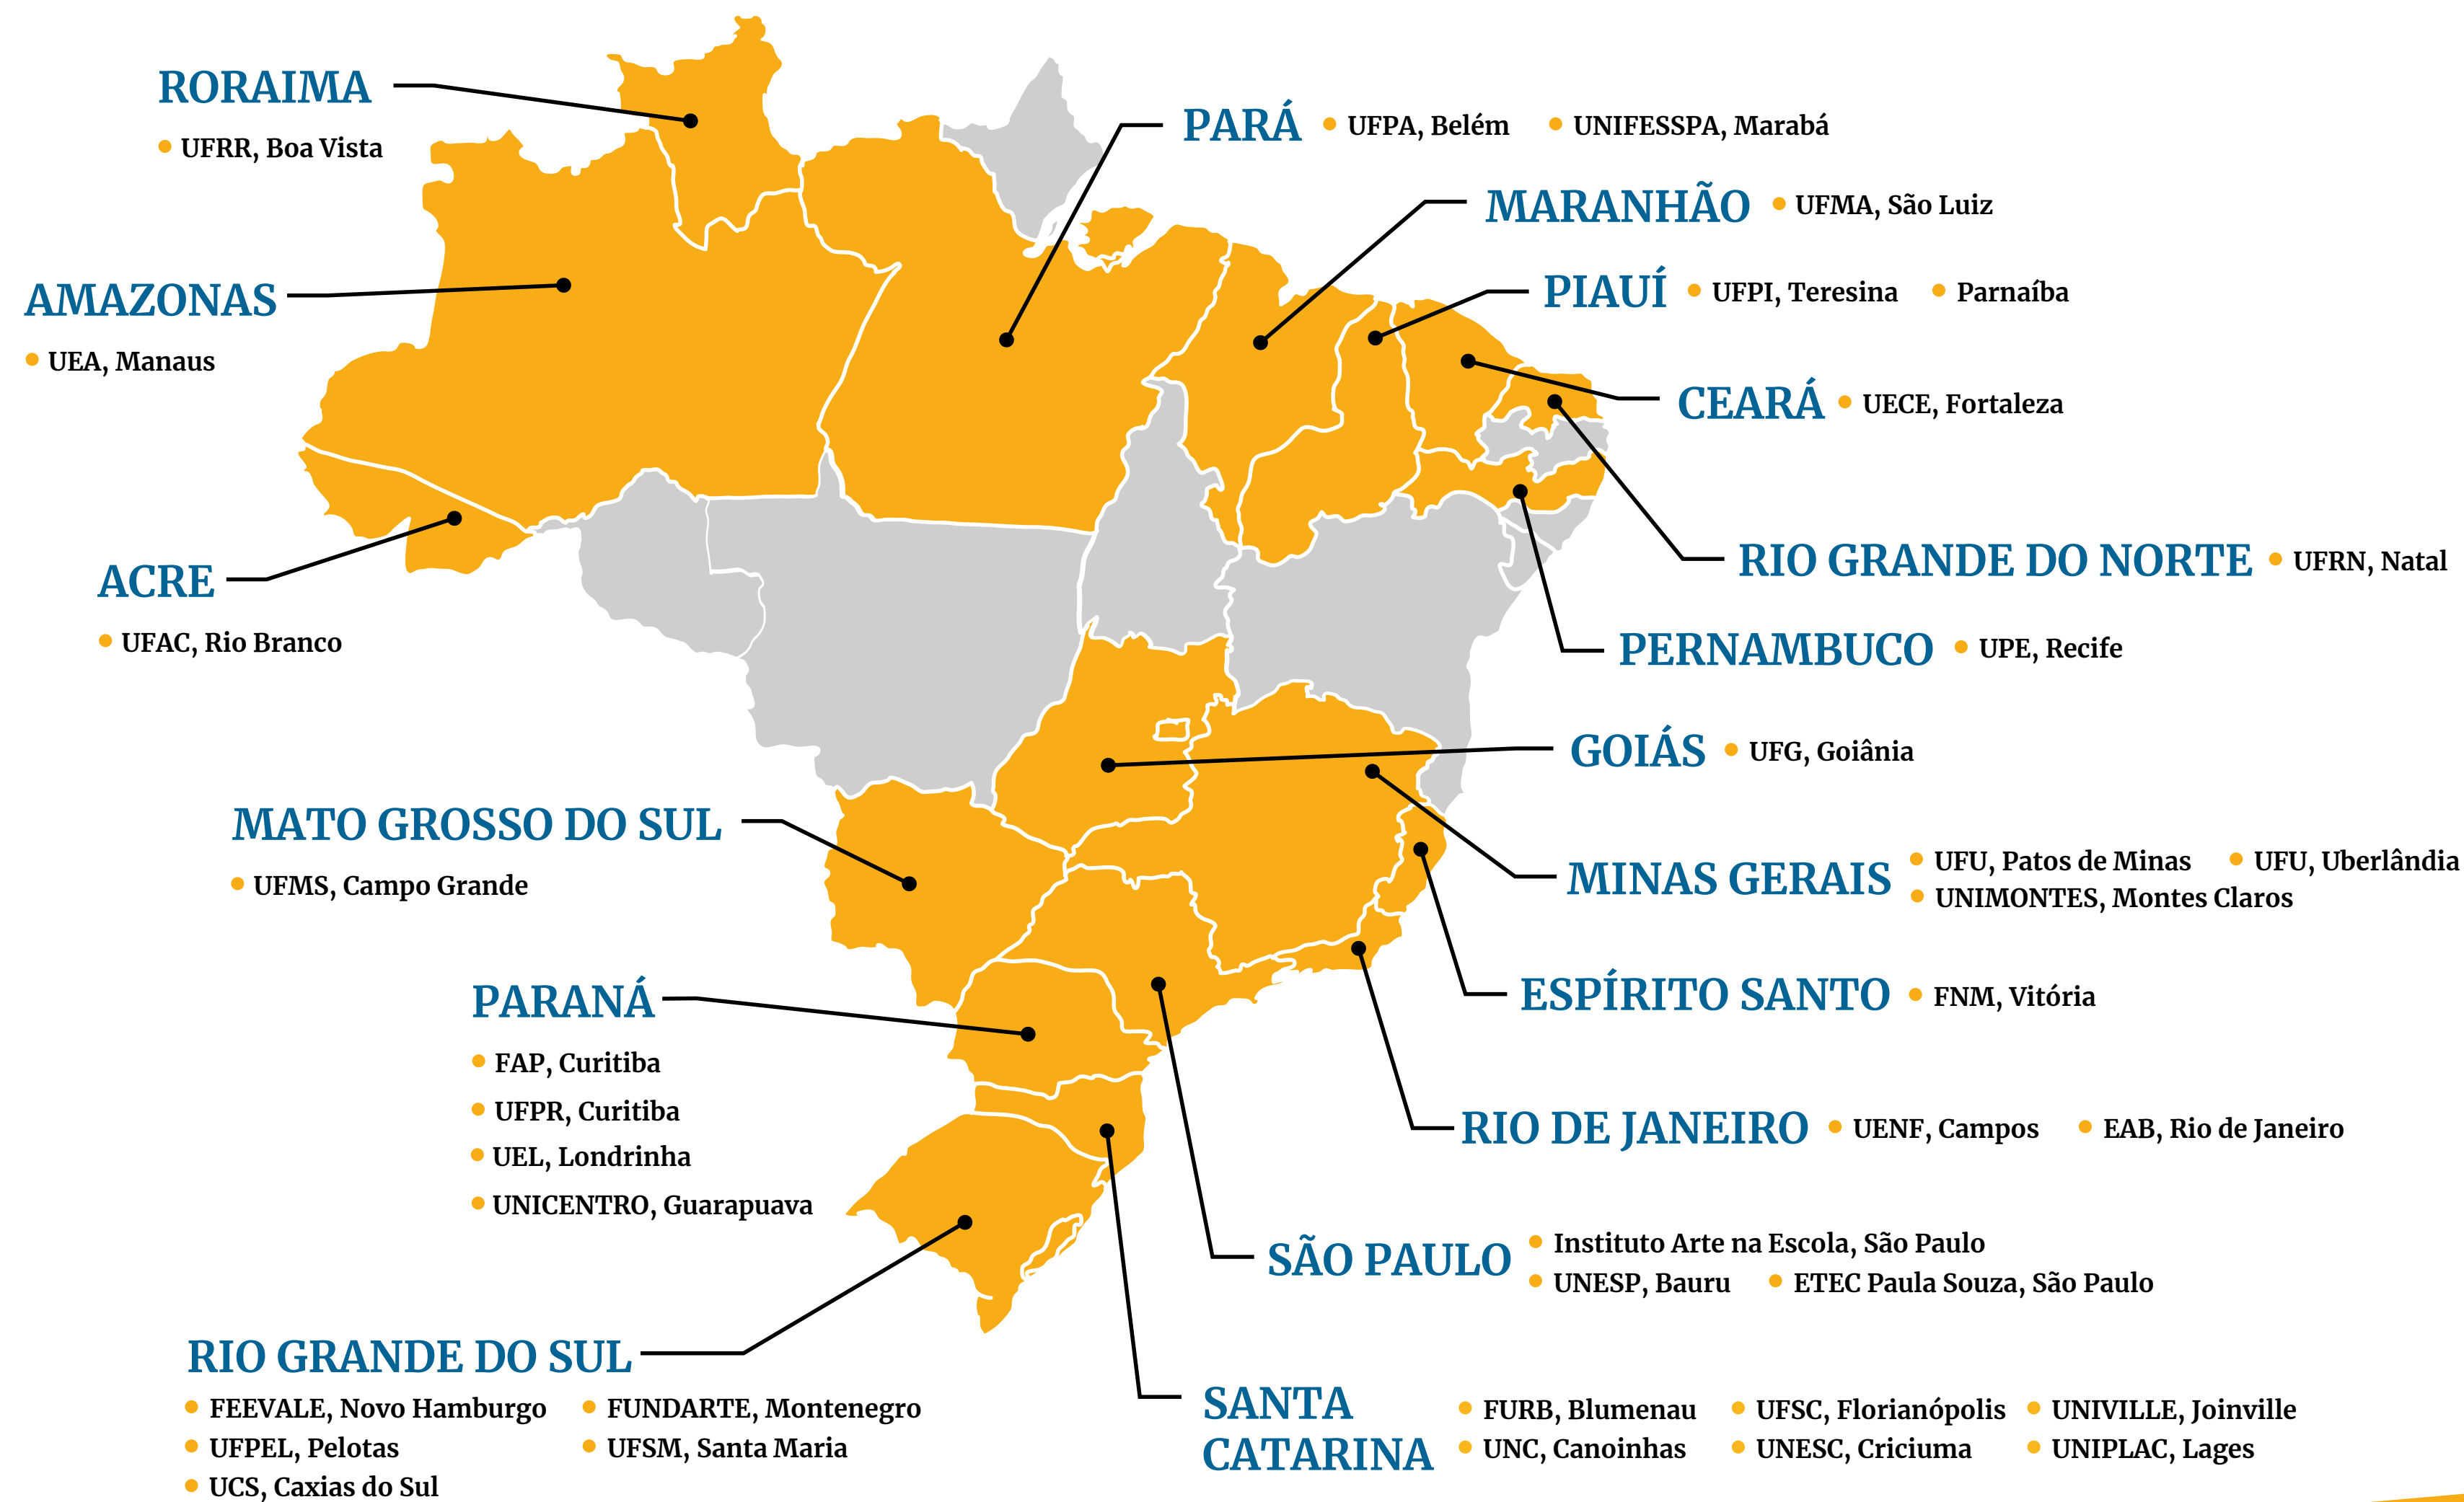 RORAIMA
UFRR, Boa Vista
AMAZONAS
UEA, Manaus
ACRE
UFAC, Rio Branco
MATO GROSSO DO SUL
UFMS, Campo Grande
PARANÁ
FAP, Curitiba
UFPR, Curitiba
UEL, Londrinha
UNICENTRO, Guarapuava
RIO GRANDE DO SUL
FEEVALE, Novo Hamburgo FUNDARTE, Montenegro
UFPEL, Pelotas UFSM, Santa Maria
UCS, Caxias do Sul
PARÁ UFPA, Belém UNIFESSPA, Marabá
MARANHÃO UFMA, São Luiz
PIAUÍ UFPI, Teresina Parnaíba
CEARÁ UECE, Fortaleza
RIO GRANDE DO NORTE UFRN, Natal
PERNAMBUCO UPE, Recife
GOIÁS UFG, Goiânia
MINAS GERAIS UFU, Patos de Minas UFU, Uberlândia
UNIMONTES, Montes Claros
ESPÍRITO SANTO FNM, Vitória
RIO DE JANEIRO UENF, Campos EAB, Rio de Janeiro
SÃO PAULO Instituto Arte na Escola, São Paulo
UNESP, Bauru ETEC Paula Souza, São Paulo
SANTA FURB, Blumenau UFSC, Florianópolis UNIVILLE, Joinville
CATARINA UNC, Canoinhas UNESC, Criciuma UNIPLAC, Lages